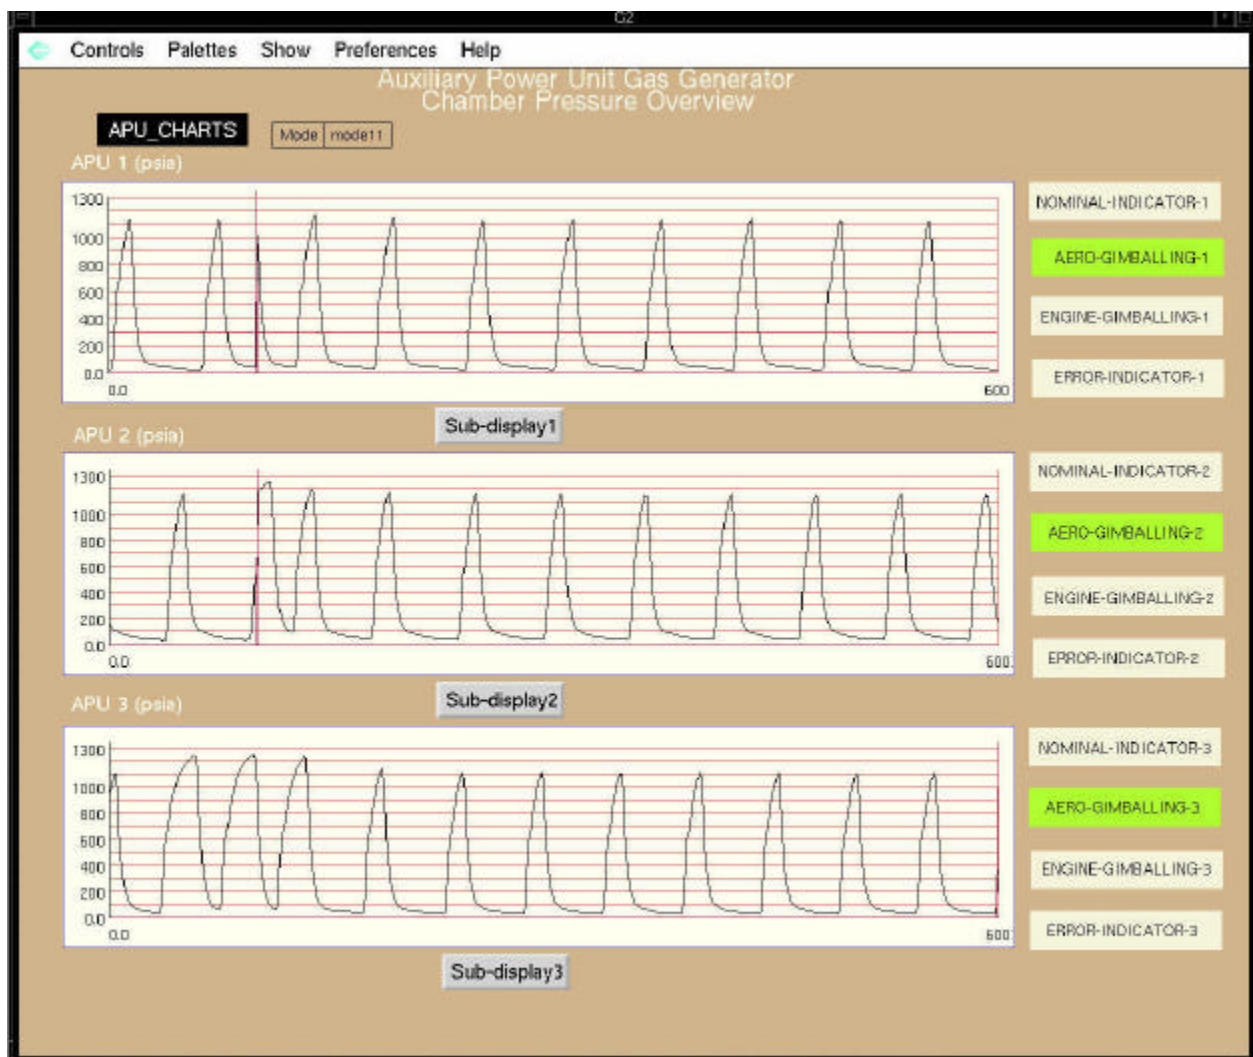 G2
Controls Palettes Show Preferences Help
Auxiliary Power Unit Gas Generator
Chamber Pressure Overview
APU_CHARTS Mode mode11
APU 1 (psia)
1300
1000
800
600
400
200
0.0
0.0 600
NOMINAL-INDICATOR-1
AERO-GIMBALLING-1
ENGINE-GIMBALLING-1
ERROR-INDICATOR-1
Sub-display1
APU 2 (psia)
1300
1000
800
600
400
200
0.0
0.0 600
NOMINAL-INDICATOR-2
AERO-GIMBALLING-2
ENGINE-GIMBALLING-2
ERROR-INDICATOR-2
Sub-display2
APU 3 (psia)
1300
1000
800
600
400
200
0.0
0.0 600
NOMINAL-INDICATOR-3
AERO-GIMBALLING-3
ENGINE-GIMBALLING-3
ERROR-INDICATOR-3
Sub-display3